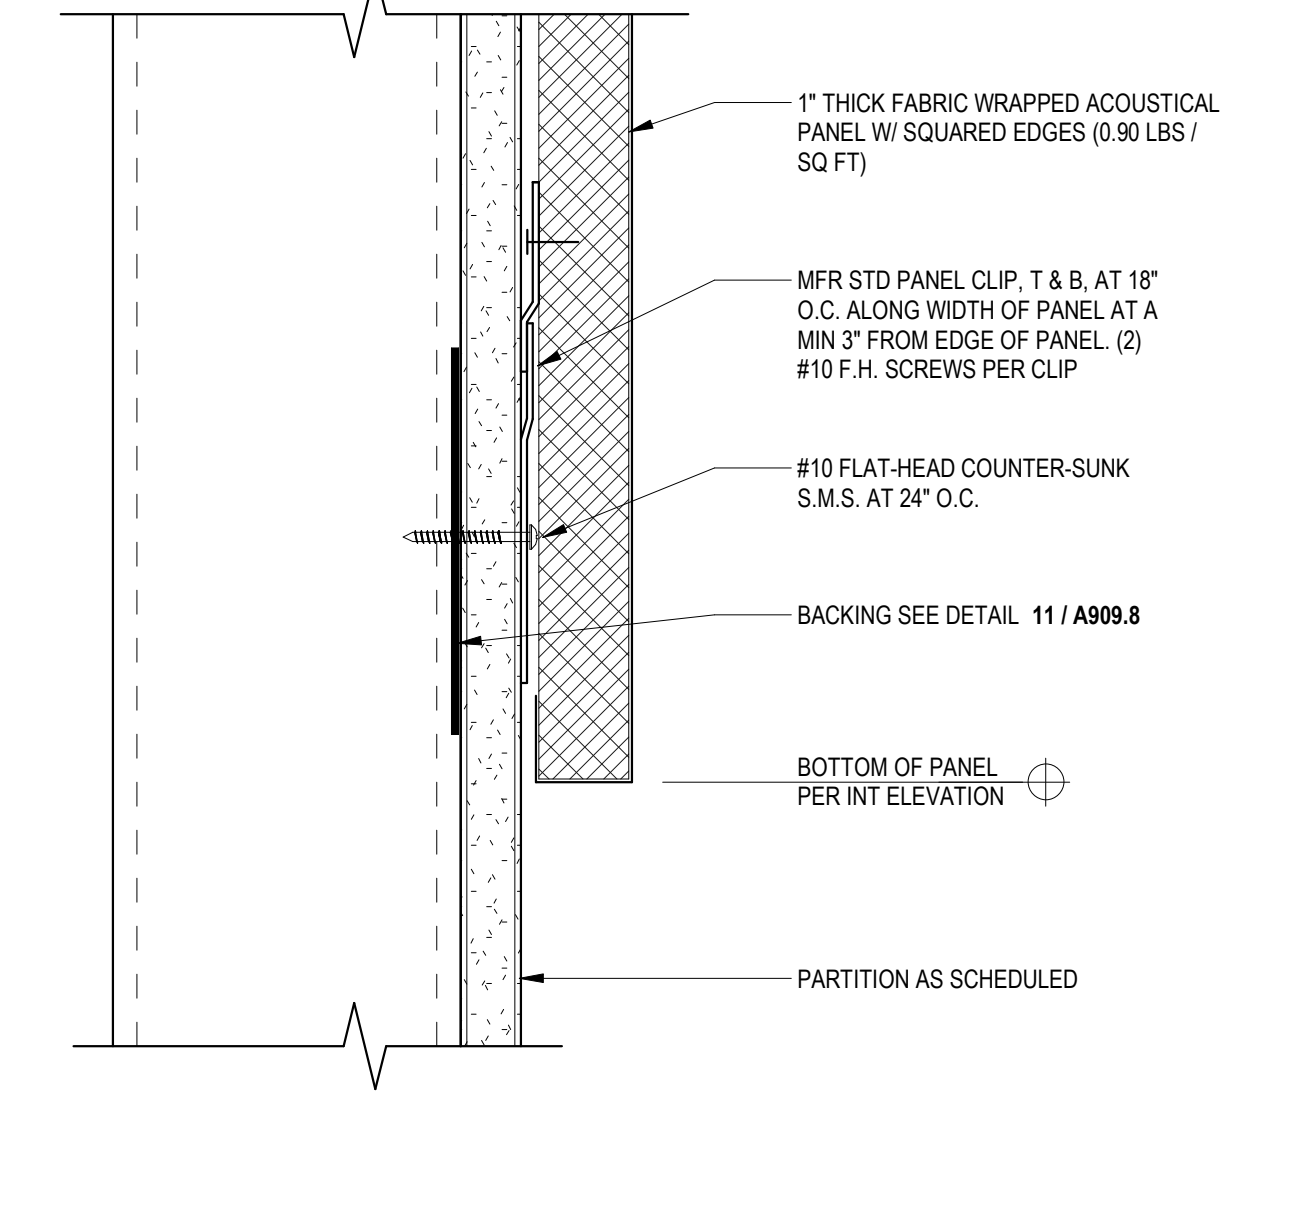 1" THICK FABRIC WRAPPED ACOUSTICAL
PANEL W/ SQUARED EDGES (0.90 LBS /
SQ FT)
MFR STD PANEL CLIP, T & B, AT 18"
O.C. ALONG WIDTH OF PANEL AT A
MIN 3" FROM EDGE OF PANEL. (2)
#10 F.H. SCREWS PER CLIP
#10 FLAT-HEAD COUNTER-SUNK
S.M.S. AT 24" O.C.
BACKING SEE DETAIL 11 / A909.8
BOTTOM OF PANEL
PER INT ELEVATION
PARTITION AS SCHEDULED